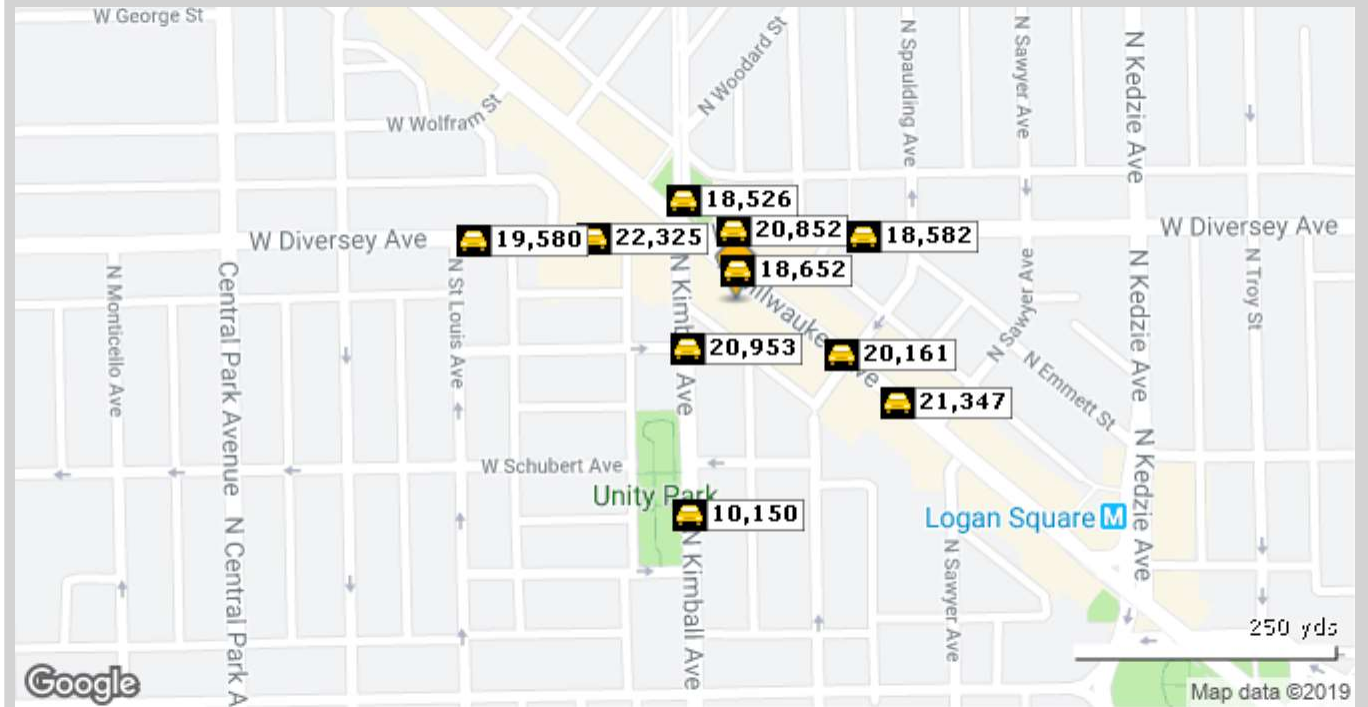 W George St
N Woodard St
N Spaulding Ave
N Sawyer Ave
N Kedzie Ave
W Wolfram St
18,526
W Diversey Ave
19,580
22,325
20,852
18,582
W Diversey Ave
18,652
N Monticello Ave
Central Park Avenue
N St Louis Ave
N Kimball Ave
N Sawyer Ave
N Kedzie Ave
N Troy St
20,953
20,161
N Emmett St
21,347
W Schubert Ave
Unity Park
10,150
Logan Square M
N Kedzie Ave
N Central Park A
N Kimball Ave
N Sawyer Ave
250 yds
Google
Map data ©2019